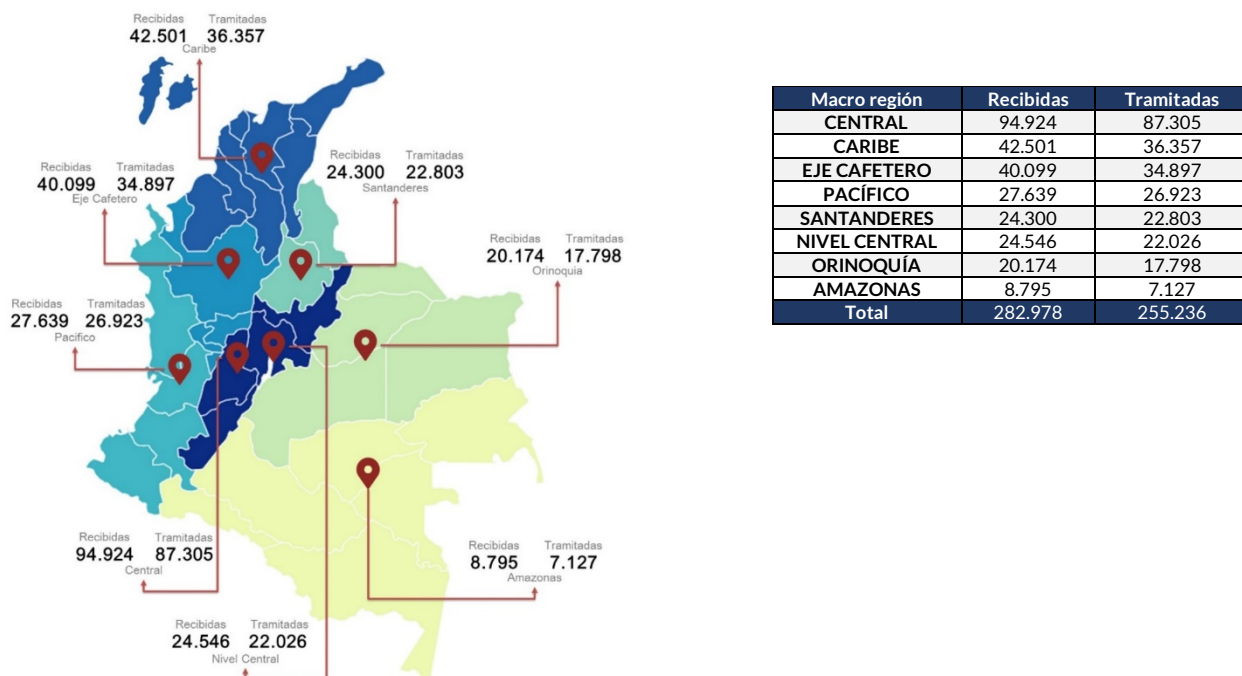 Recibidas Tramitadas
42.501 36.357
Caribe
Recibidas Tramitadas
24.300 22.803
Santanderes
Recibidas Tramitadas
40.099 34.897
Eje Cafetero
Recibidas Tramitadas
20.174 17.798
Orinoquia
Recibidas Tramitadas
27.639 26.923
Pacifico
Recibidas Tramitadas
94.924 87.305
Central
Recibidas Tramitadas
8.795 7.127
Amazonas
Recibidas Tramitadas
24.546 22.026
Nivel Central
Macro región Recibidas Tramitadas
CENTRAL 94.924 87.305
CARIBE 42.501 36.357
EJE CAFETERO 40.099 34.897
PACÍFICO 27.639 26.923
SANTANDERES 24.300 22.803
NIVEL CENTRAL 24.546 22.026
ORINOQUÍA 20.174 17.798
AMAZONAS 8.795 7.127
Total 282.978 255.236